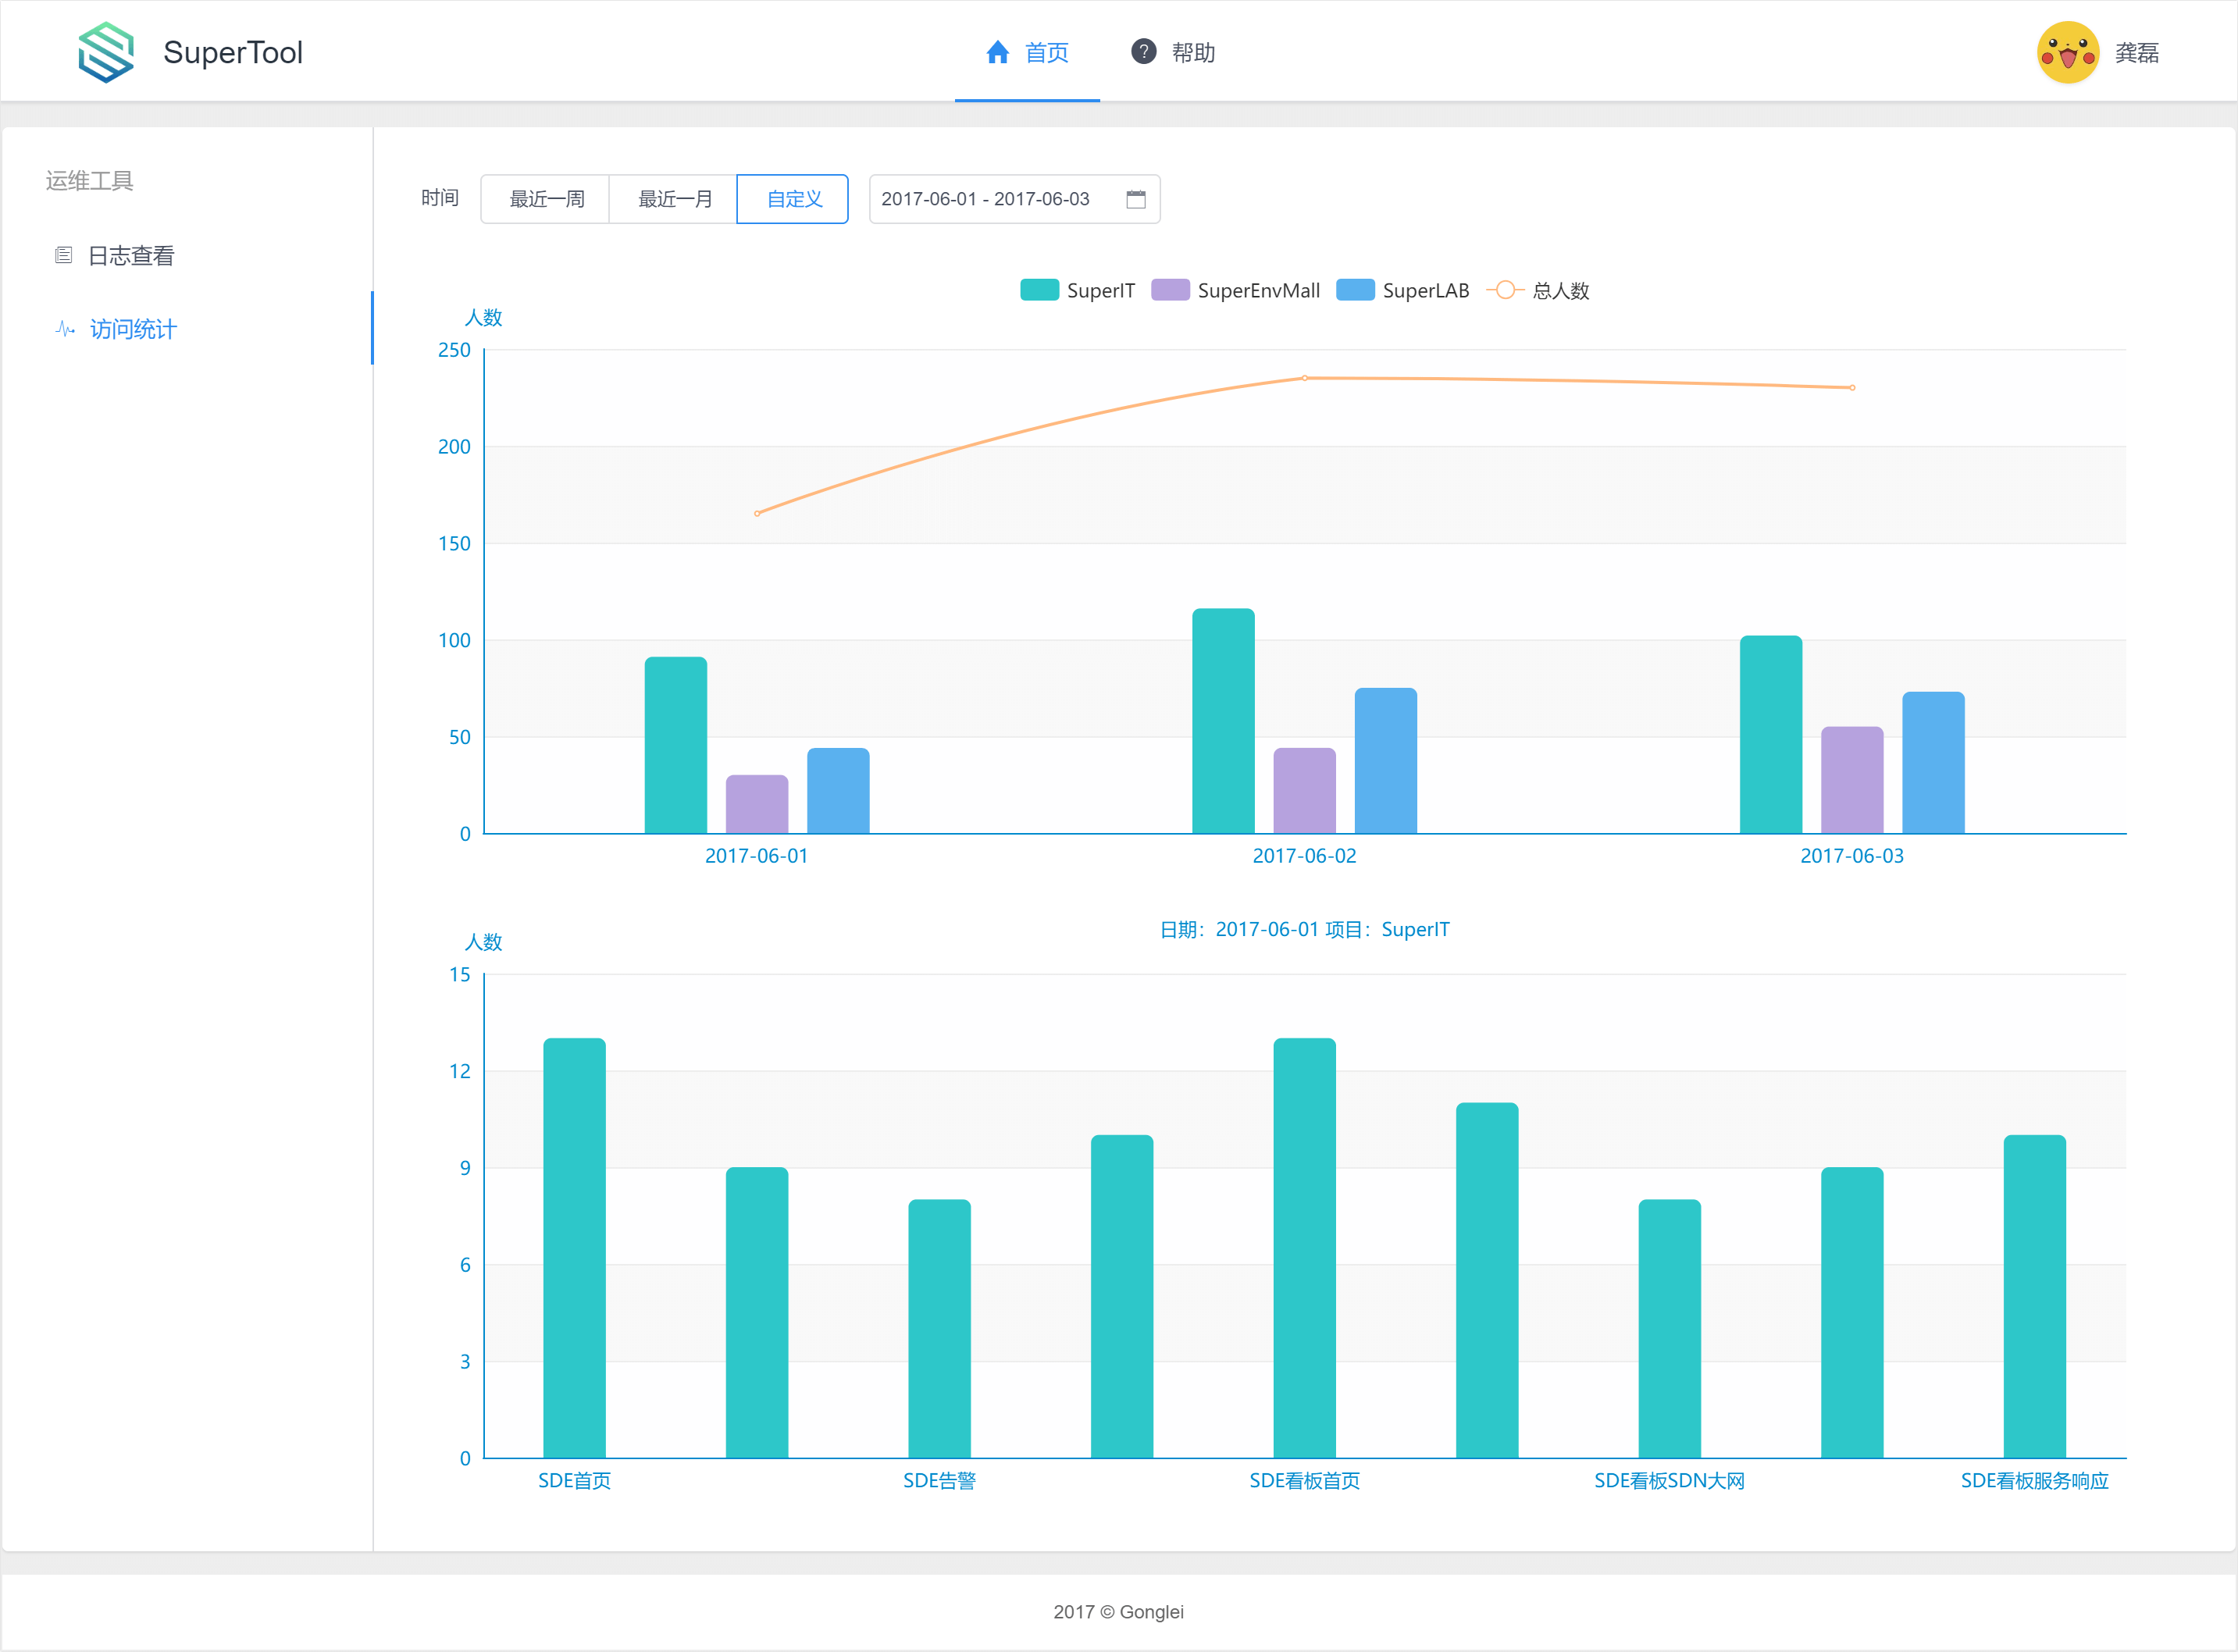 SuperTool
首页
帮助
龚磊
运维工具
日志查看
访问统计
时间 最近一周 最近一月 自定义 2017-06-01 - 2017-06-03
SuperIT SuperEnvMall SuperLAB 总人数
人数
250
200
150
100
50
0
2017-06-01 2017-06-02 2017-06-03
日期：2017-06-01 项目：SuperIT
人数
15
12
9
6
3
0
SDE首页 SDE告警 SDE看板首页 SDE看板SDN大网 SDE看板服务响应
2017 © Gonglei